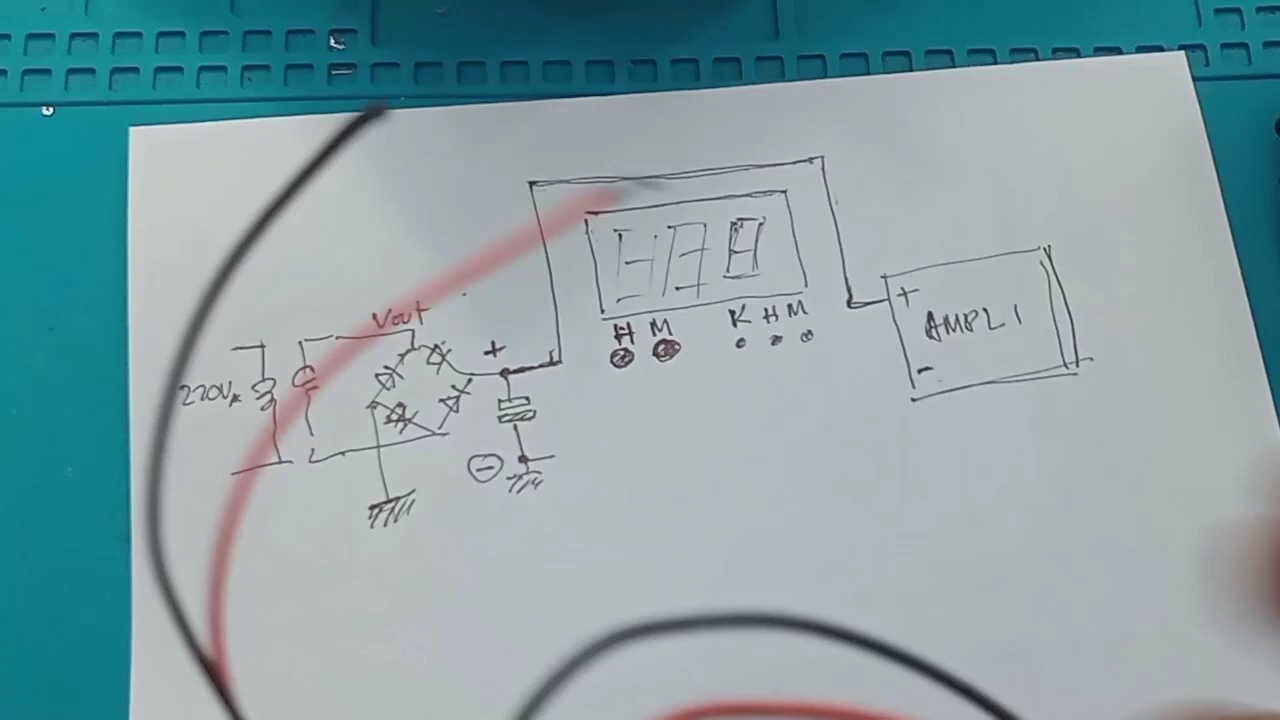 Vout
220V
+
-
H M
K H M
+
AMPLI
-